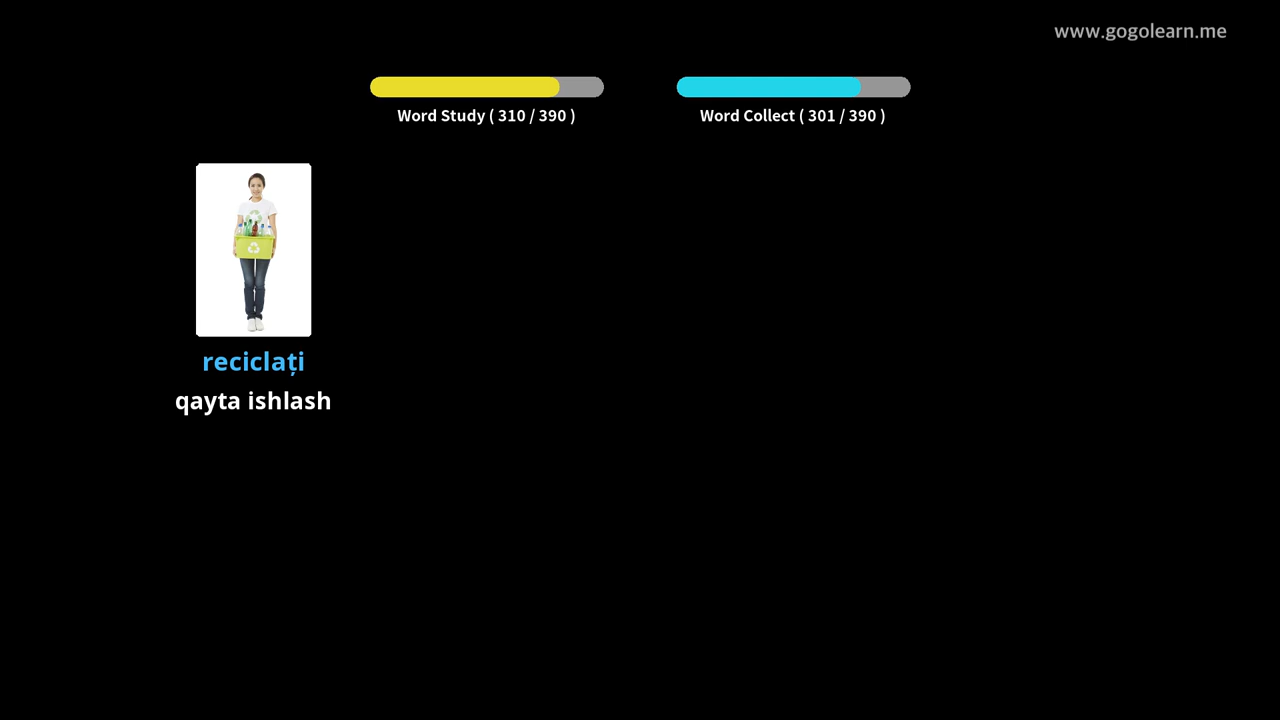 www.gogolearn.me
Word Study ( 310 / 390 )
Word Collect ( 301 / 390 )
reciclați
qayta ishlash